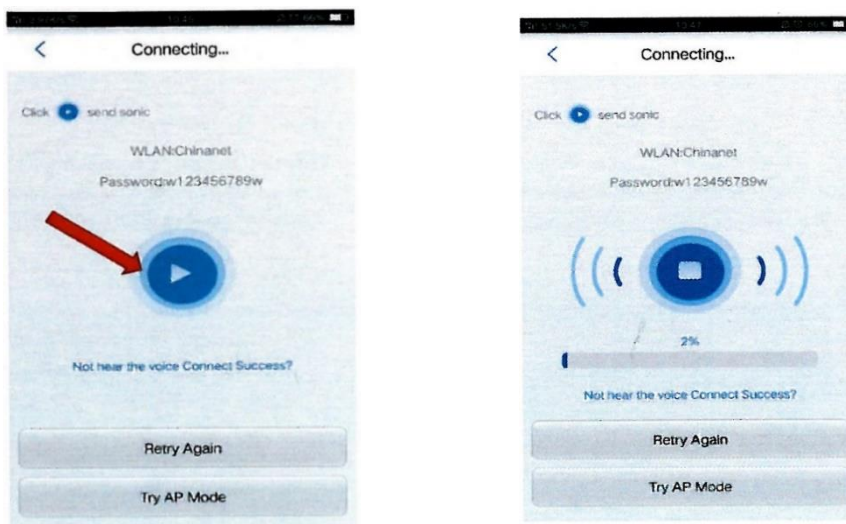 Connecting...
Click send sonic
WLAN:Chinanet
Password:w123456789w
Not hear the voice Connect Success?
Retry Again
Try AP Mode
Connecting...
Click send sonic
WLAN:Chinanet
Password:w123456789w
2%
Not hear the voice Connect Success?
Retry Again
Try AP Mode